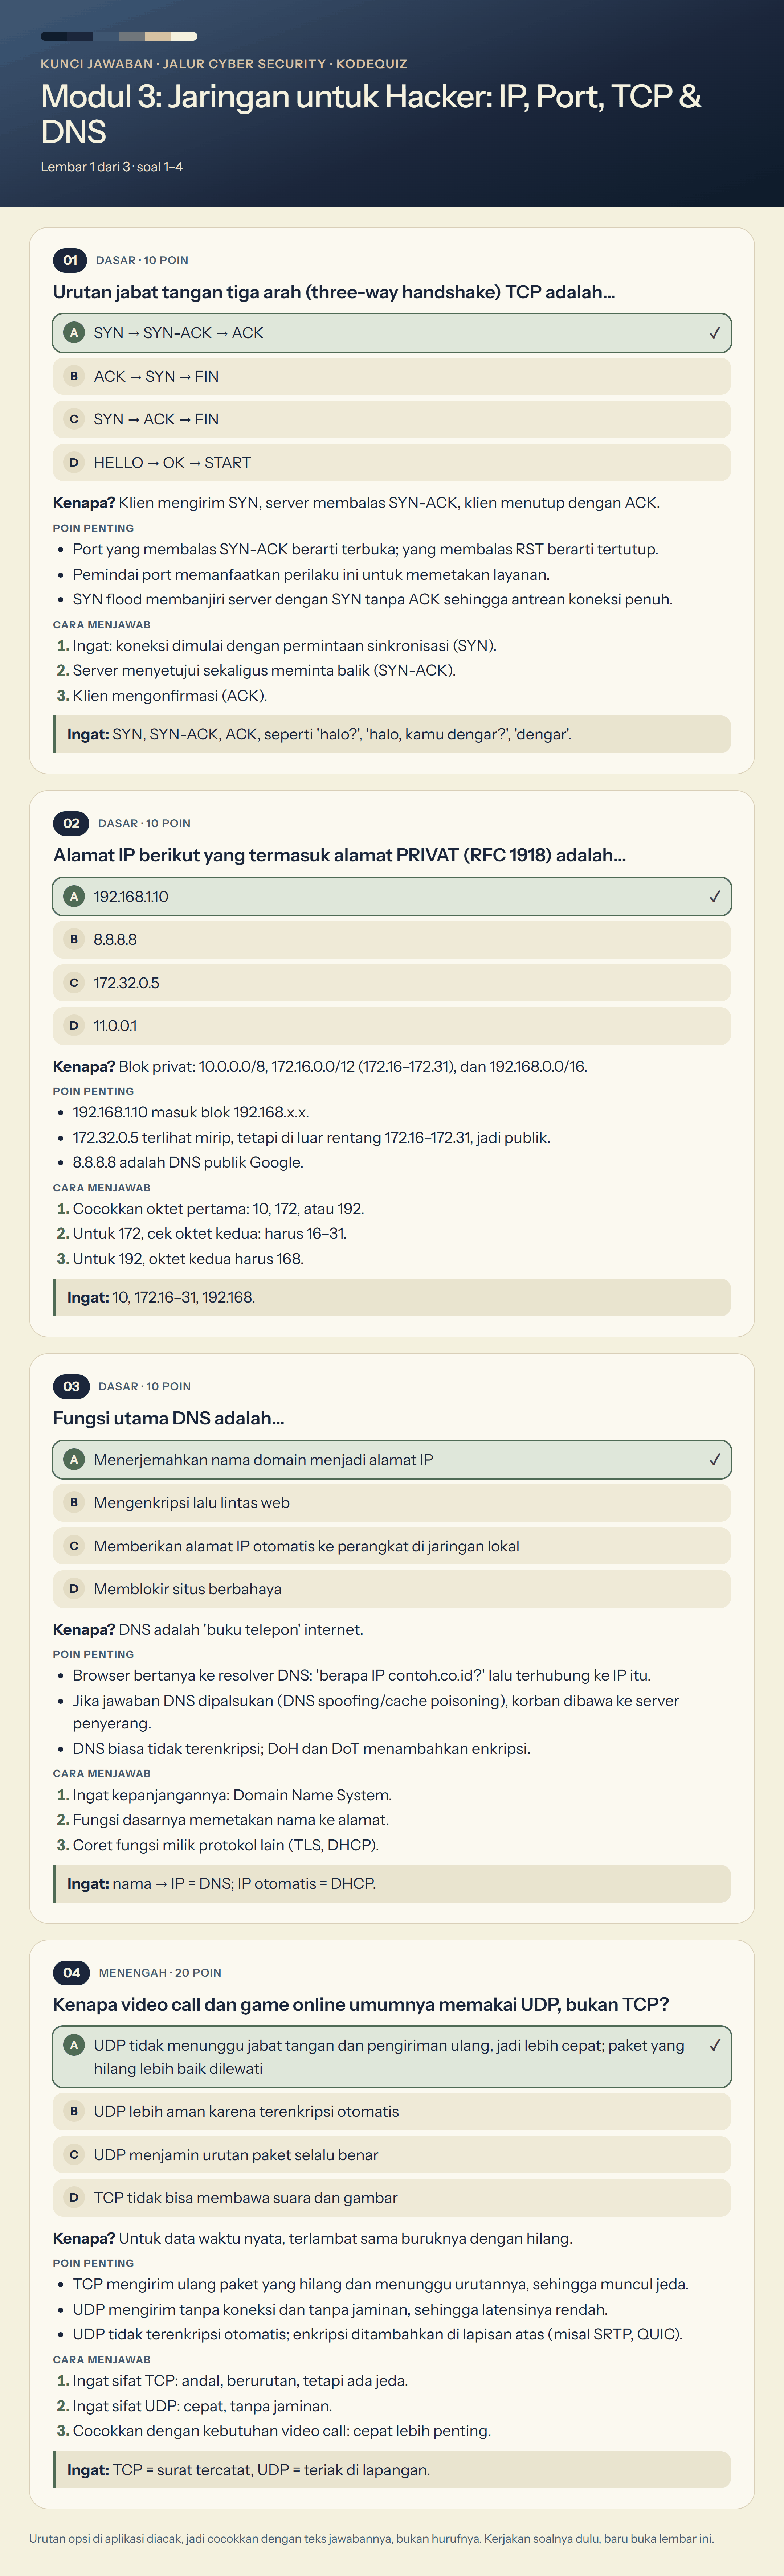 KUNCI JAWABAN · JALUR CYBER SECURITY · KODEQUIZ
Modul 3: Jaringan untuk Hacker: IP, Port, TCP &
DNS
Lembar 1 dari 3 · soal 1–4
01 DASAR · 10 POIN
Urutan jabat tangan tiga arah (three-way handshake) TCP adalah...
A SYN → SYN-ACK → ACK ✓
B ACK → SYN → FIN
C SYN → ACK → FIN
D HELLO → OK → START
Kenapa? Klien mengirim SYN, server membalas SYN-ACK, klien menutup dengan ACK.
POIN PENTING
• Port yang membalas SYN-ACK berarti terbuka; yang membalas RST berarti tertutup.
• Pemindai port memanfaatkan perilaku ini untuk memetakan layanan.
• SYN flood membanjiri server dengan SYN tanpa ACK sehingga antrean koneksi penuh.
CARA MENJAWAB
1. Ingat: koneksi dimulai dengan permintaan sinkronisasi (SYN).
2. Server menyetujui sekaligus meminta balik (SYN-ACK).
3. Klien mengonfirmasi (ACK).
Ingat: SYN, SYN-ACK, ACK, seperti 'halo?', 'halo, kamu dengar?', 'dengar'.
02 DASAR · 10 POIN
Alamat IP berikut yang termasuk alamat PRIVAT (RFC 1918) adalah...
A 192.168.1.10 ✓
B 8.8.8.8
C 172.32.0.5
D 11.0.0.1
Kenapa? Blok privat: 10.0.0.0/8, 172.16.0.0/12 (172.16–172.31), dan 192.168.0.0/16.
POIN PENTING
• 192.168.1.10 masuk blok 192.168.x.x.
• 172.32.0.5 terlihat mirip, tetapi di luar rentang 172.16–172.31, jadi publik.
• 8.8.8.8 adalah DNS publik Google.
CARA MENJAWAB
1. Cocokkan oktet pertama: 10, 172, atau 192.
2. Untuk 172, cek oktet kedua: harus 16–31.
3. Untuk 192, oktet kedua harus 168.
Ingat: 10, 172.16–31, 192.168.
03 DASAR · 10 POIN
Fungsi utama DNS adalah...
A Menerjemahkan nama domain menjadi alamat IP ✓
B Mengenkripsi lalu lintas web
C Memberikan alamat IP otomatis ke perangkat di jaringan lokal
D Memblokir situs berbahaya
Kenapa? DNS adalah 'buku telepon' internet.
POIN PENTING
• Browser bertanya ke resolver DNS: 'berapa IP contoh.co.id?' lalu terhubung ke IP itu.
• Jika jawaban DNS dipalsukan (DNS spoofing/cache poisoning), korban dibawa ke server
penyerang.
• DNS biasa tidak terenkripsi; DoH dan DoT menambahkan enkripsi.
CARA MENJAWAB
1. Ingat kepanjangannya: Domain Name System.
2. Fungsi dasarnya memetakan nama ke alamat.
3. Coret fungsi milik protokol lain (TLS, DHCP).
Ingat: nama → IP = DNS; IP otomatis = DHCP.
04 MENENGAH · 20 POIN
Kenapa video call dan game online umumnya memakai UDP, bukan TCP?
A UDP tidak menunggu jabat tangan dan pengiriman ulang, jadi lebih cepat; paket yang ✓
hilang lebih baik dilewati
B UDP lebih aman karena terenkripsi otomatis
C UDP menjamin urutan paket selalu benar
D TCP tidak bisa membawa suara dan gambar
Kenapa? Untuk data waktu nyata, terlambat sama buruknya dengan hilang.
POIN PENTING
• TCP mengirim ulang paket yang hilang dan menunggu urutannya, sehingga muncul jeda.
• UDP mengirim tanpa koneksi dan tanpa jaminan, sehingga latensinya rendah.
• UDP tidak terenkripsi otomatis; enkripsi ditambahkan di lapisan atas (misal SRTP, QUIC).
CARA MENJAWAB
1. Ingat sifat TCP: andal, berurutan, tetapi ada jeda.
2. Ingat sifat UDP: cepat, tanpa jaminan.
3. Cocokkan dengan kebutuhan video call: cepat lebih penting.
Ingat: TCP = surat tercatat, UDP = teriak di lapangan.
Urutan opsi di aplikasi diacak, jadi cocokkan dengan teks jawabannya, bukan hurufnya. Kerjakan soalnya dulu, baru buka lembar ini.